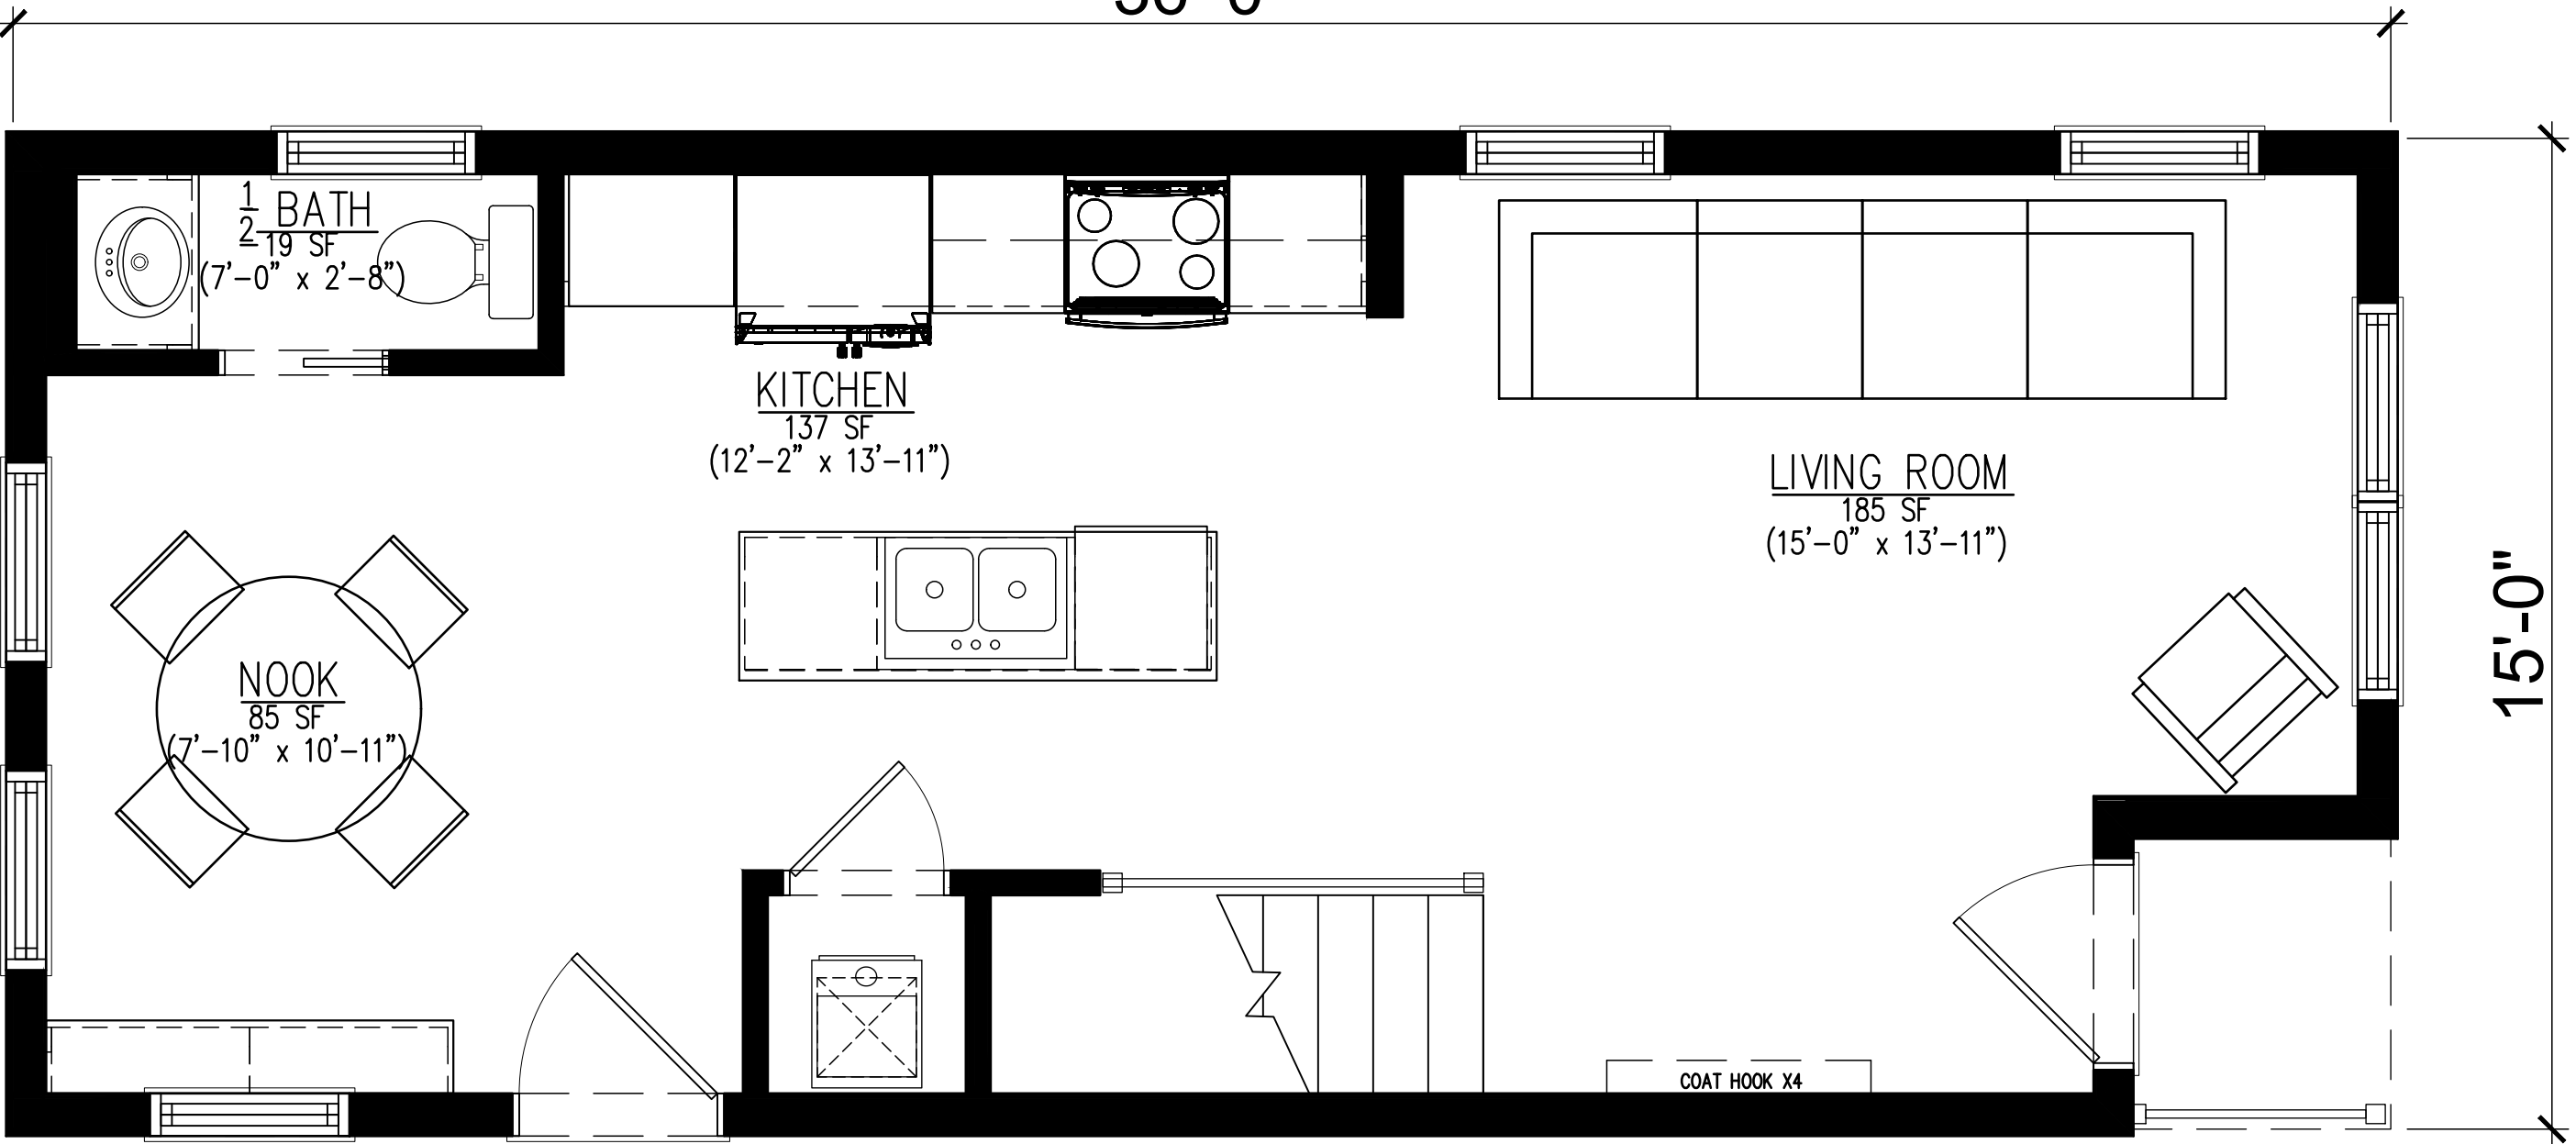 1/2 BATH
19 SF
(7'-0" x 2'-8")
KITCHEN
137 SF
(12'-2" x 13'-11")
LIVING ROOM
185 SF
(15'-0" x 13'-11")
15'-0"
NOOK
85 SF
(7'-10" x 10'-11")
COAT HOOK X4